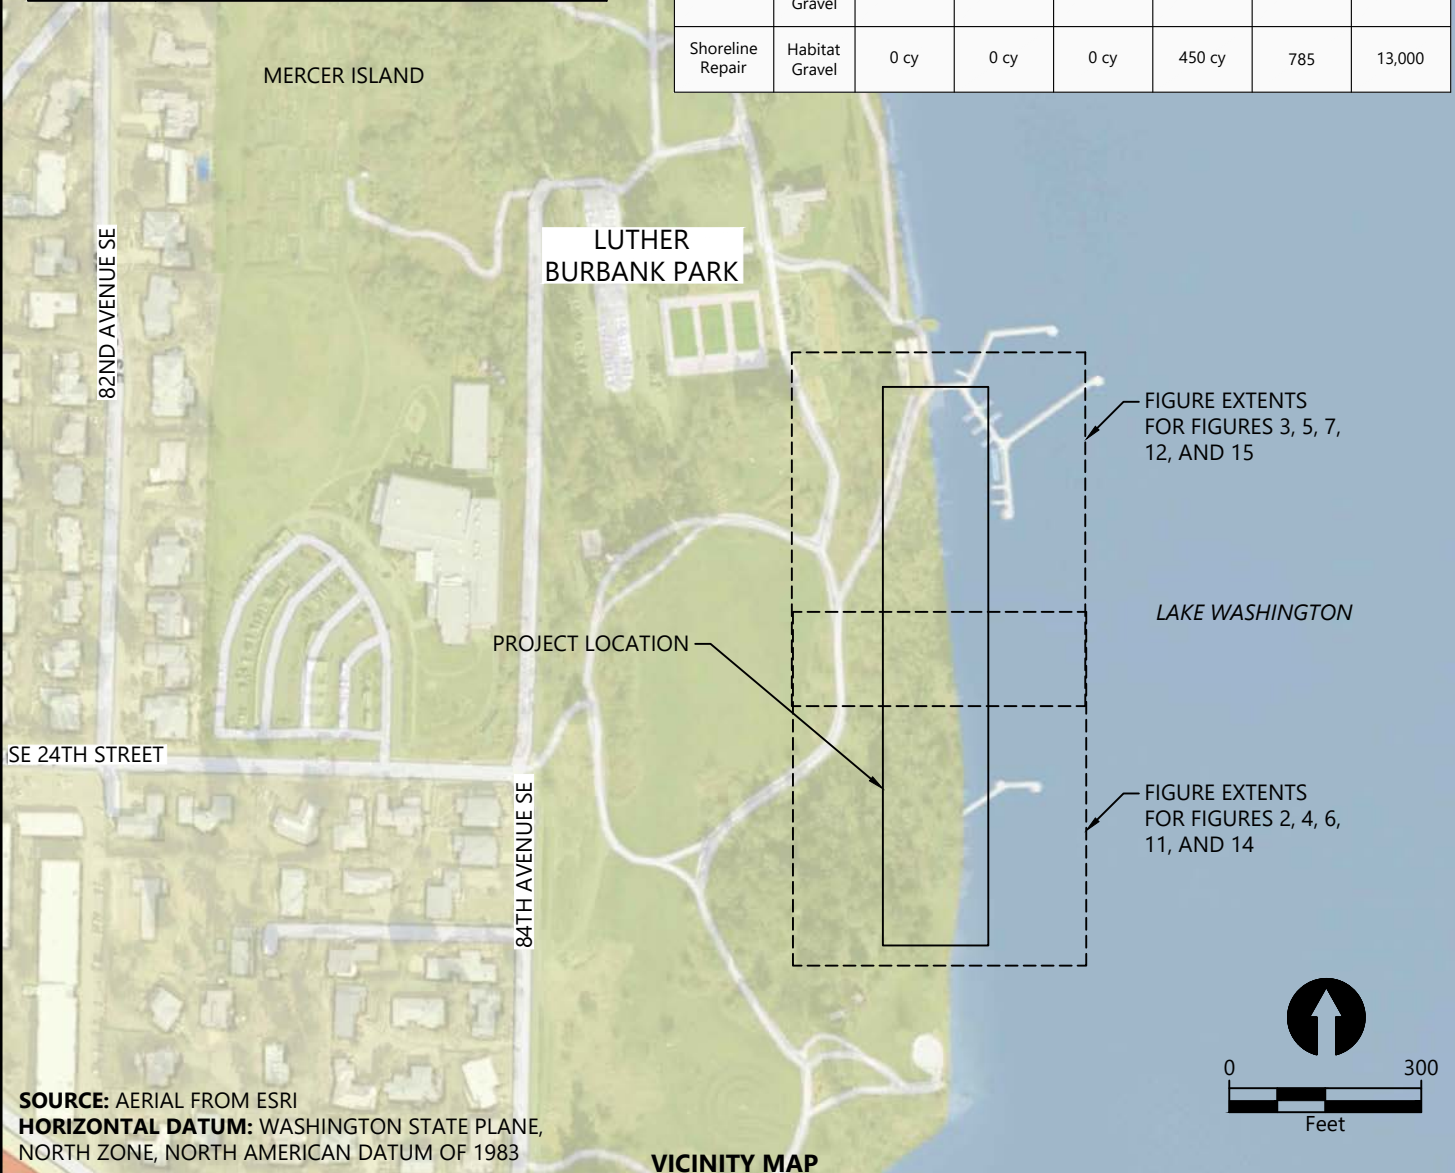 Gravel
Shoreline
Repair
Habitat
Gravel
0 cy
0 cy
0 cy
450 cy
785
13,000
MERCER ISLAND
82ND AVENUE SE
LUTHER
BURBANK PARK
FIGURE EXTENTS
FOR FIGURES 3, 5, 7,
12, AND 15
LAKE WASHINGTON
PROJECT LOCATION
SE 24TH STREET
84TH AVENUE SE
FIGURE EXTENTS
FOR FIGURES 2, 4, 6,
11, AND 14
0 300
Feet
SOURCE: AERIAL FROM ESRI
HORIZONTAL DATUM: WASHINGTON STATE PLANE,
NORTH ZONE, NORTH AMERICAN DATUM OF 1983
VICINITY MAP